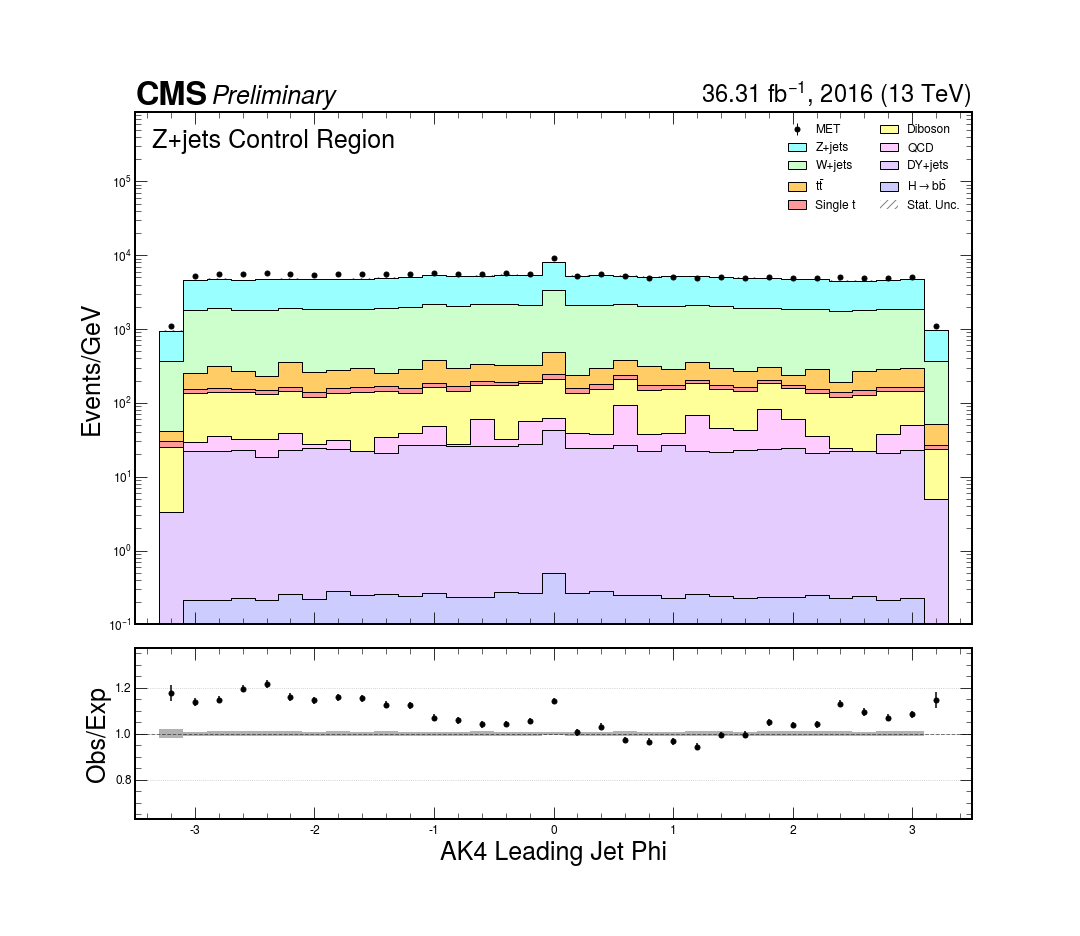 CMS Preliminary
36.31 fb⁻¹, 2016 (13 TeV)
Z+jets Control Region
MET
Z+jets
W+jets
tt̄
Single t
Diboson
QCD
DY+jets
H→bb̄
Stat. Unc.
Events/GeV
10⁵
10⁴
10³
10²
10¹
10⁰
10⁻¹
Obs/Exp
1.2
1.0
0.8
-3 -2 -1 0 1 2 3
AK4 Leading Jet Phi